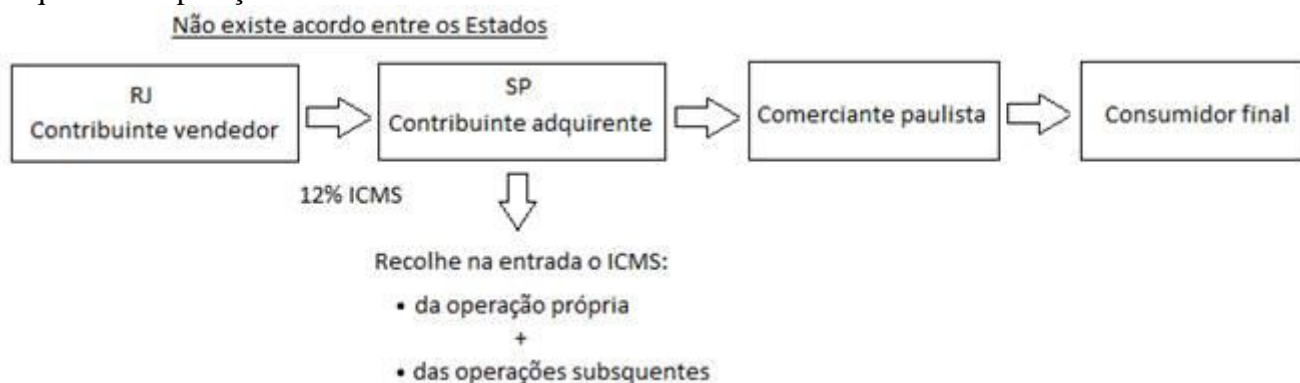 Não existe acordo entre os Estados
RJ
Contribuinte vendedor
SP
Contribuinte adquirente
Comerciante paulista
Consumidor final
12% ICMS
Recolhe na entrada o ICMS:
• da operação própria
+
• das operações subsquentes